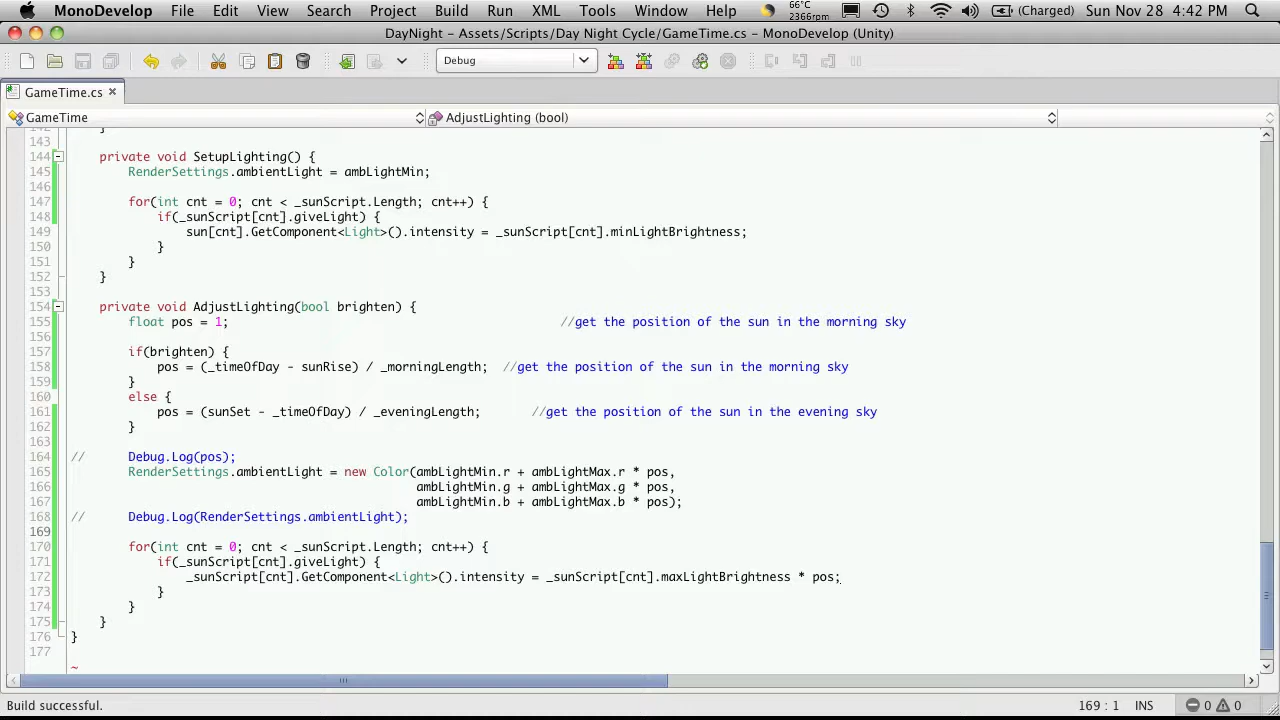 MonoDevelop File Edit View Search Project Build Run XML Tools Window Help 66°C 2366rpm (Charged) Sun Nov 28 4:42 PM
DayNight - Assets/Scripts/Day Night Cycle/GameTime.cs - MonoDevelop (Unity)
Debug
GameTime.cs
GameTime AdjustLighting (bool)
142 }
143
144 private void SetupLighting() {
145 RenderSettings.ambientLight = ambLightMin;
146
147 for(int cnt = 0; cnt < _sunScript.Length; cnt++) {
148 if(_sunScript[cnt].giveLight) {
149 sun[cnt].GetComponent<Light>().intensity = _sunScript[cnt].minLightBrightness;
150 }
151 }
152 }
153
154 private void AdjustLighting(bool brighten) {
155 float pos = 1; //get the position of the sun in the morning sky
156
157 if(brighten) {
158 pos = (_timeOfDay - sunRise) / _morningLength; //get the position of the sun in the morning sky
159 }
160 else {
161 pos = (sunSet - _timeOfDay) / _eveningLength; //get the position of the sun in the evening sky
162 }
163
164 // Debug.Log(pos);
165 RenderSettings.ambientLight = new Color(ambLightMin.r + ambLightMax.r * pos,
166 ambLightMin.g + ambLightMax.g * pos,
167 ambLightMin.b + ambLightMax.b * pos);
168 // Debug.Log(RenderSettings.ambientLight);
169
170 for(int cnt = 0; cnt < _sunScript.Length; cnt++) {
171 if(_sunScript[cnt].giveLight) {
172 _sunScript[cnt].GetComponent<Light>().intensity = _sunScript[cnt].maxLightBrightness * pos;
173 }
174 }
175 }
176 }
177
~
Build successful. 169 : 1 INS 0 0